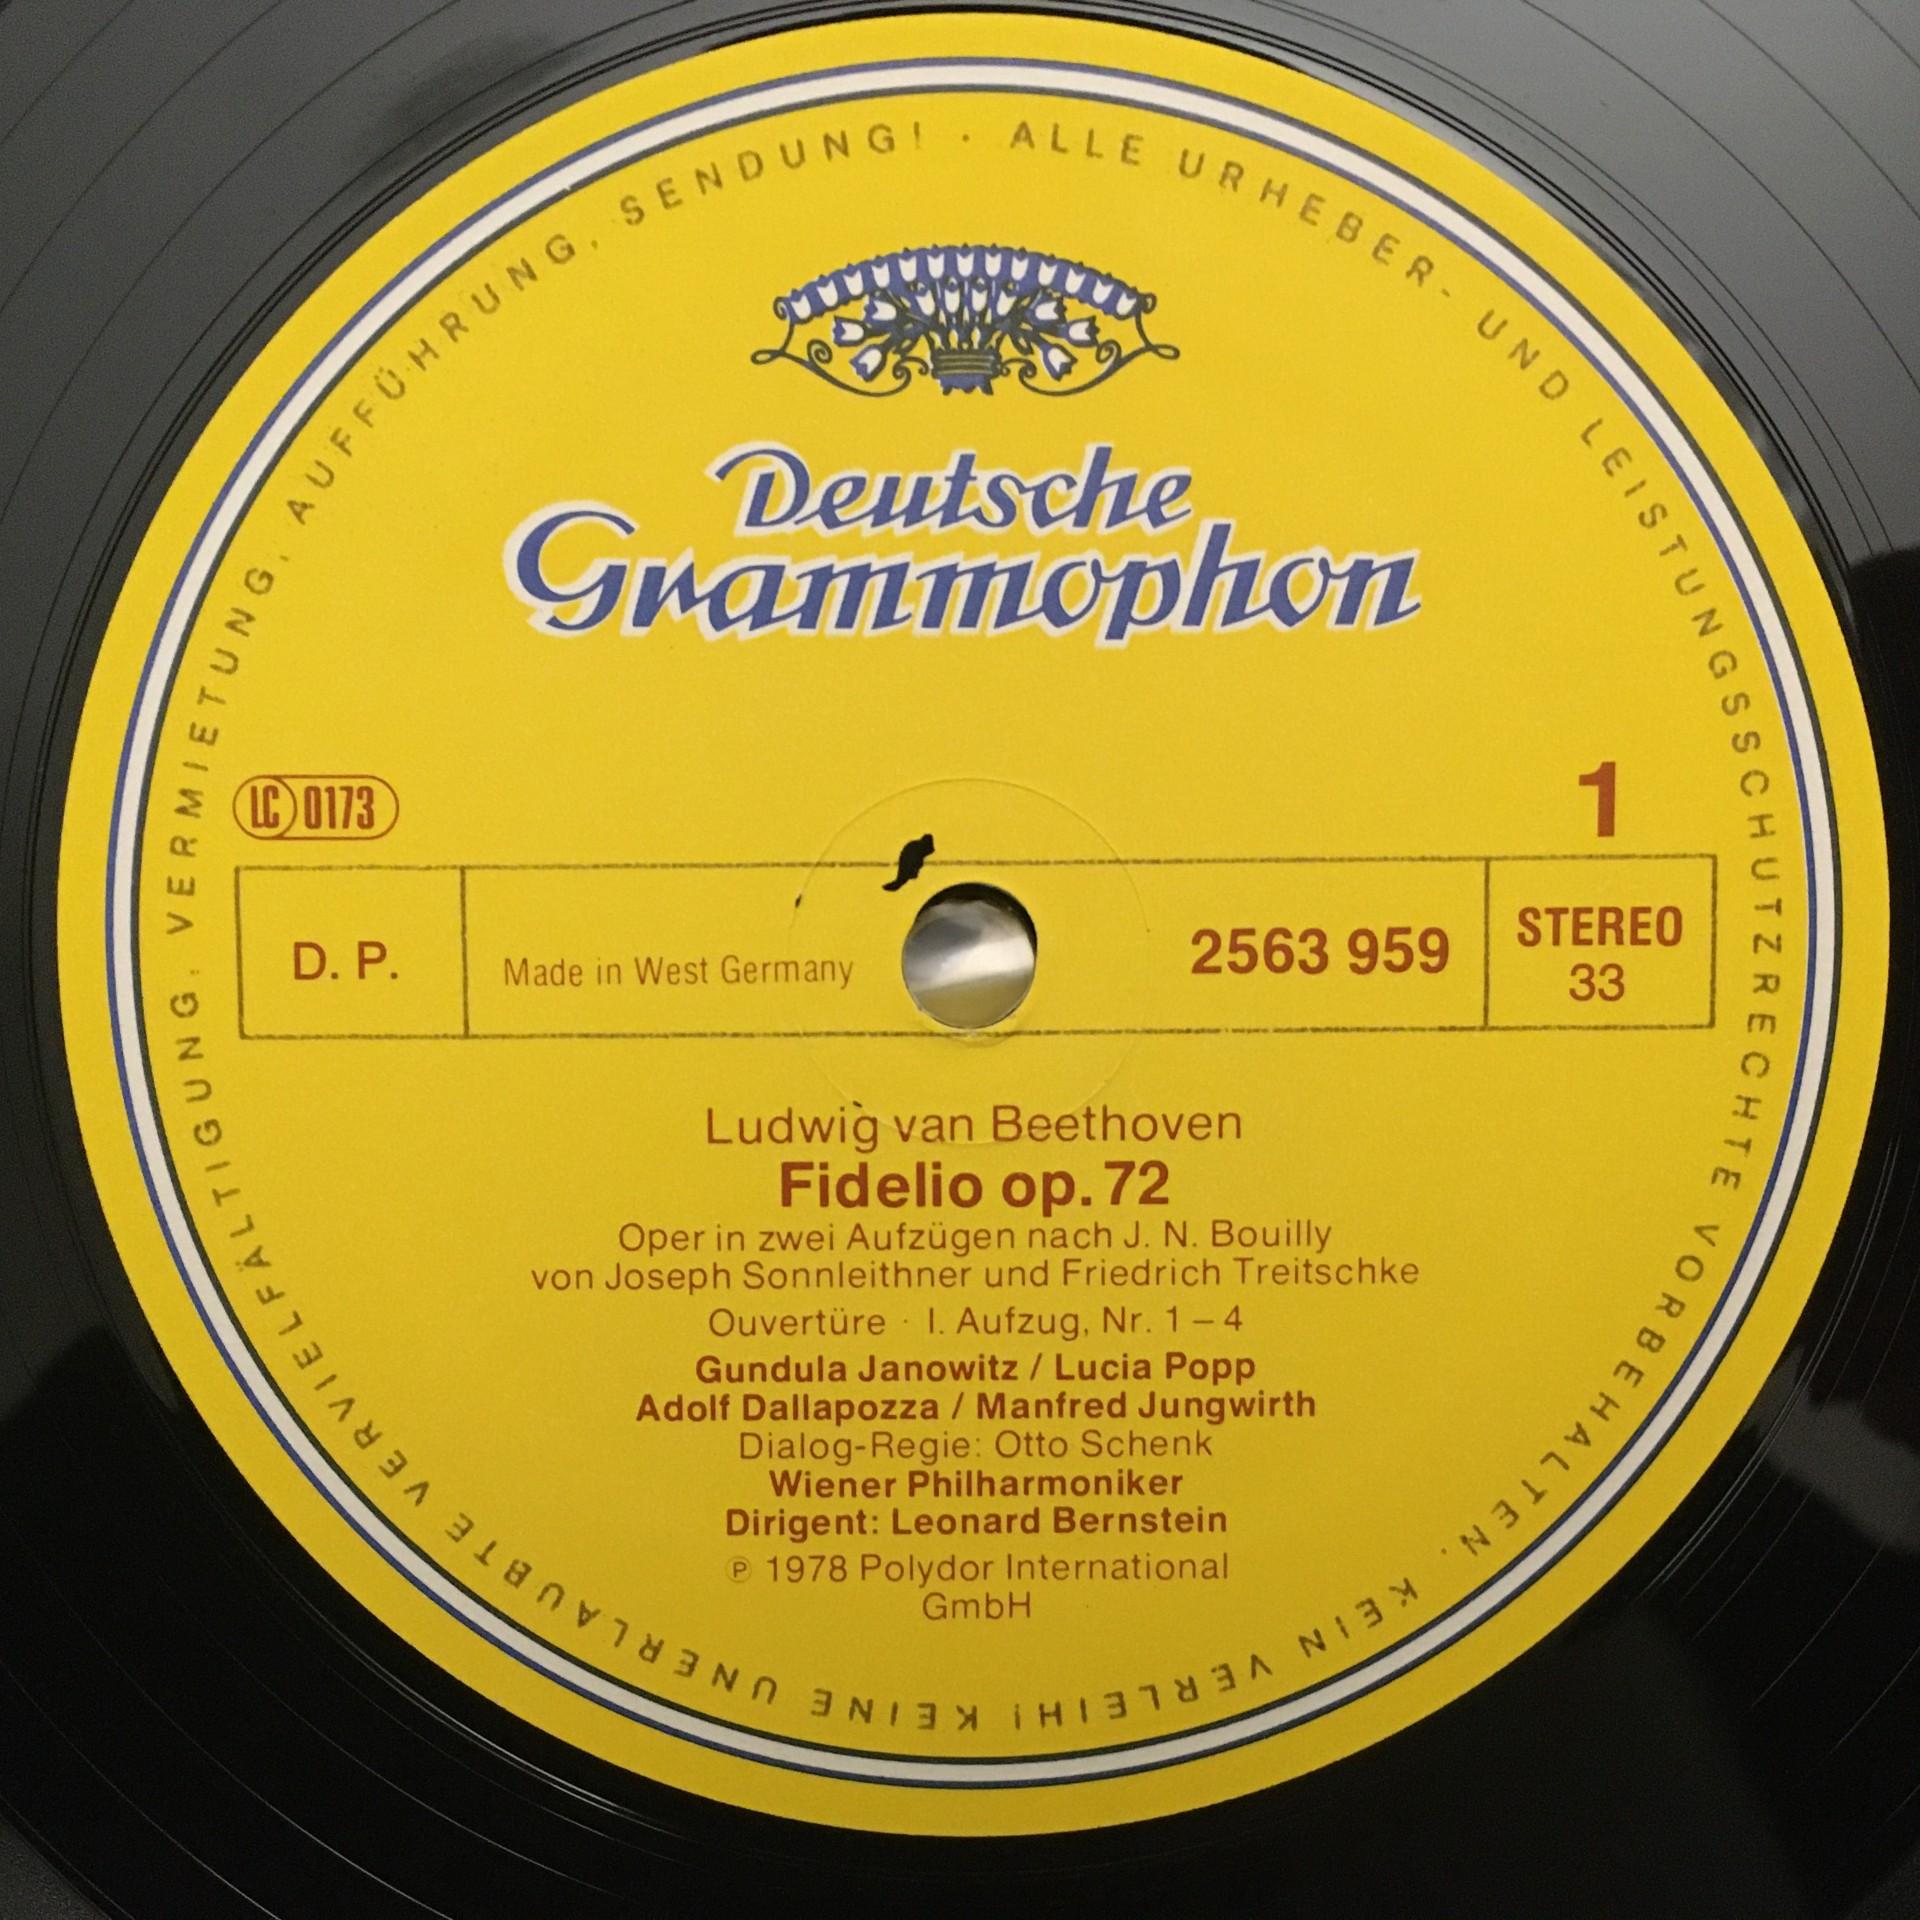 ALLE URHEBER- UND LEISTUNGSSCHUTZRECHTE VORBEHALTEN. KEIN VERLEIH! KEINE UNERLAUBTE VERVIELFÄLTIGUNG, VERMIETUNG, AUFFÜHRUNG, SENDUNG! ·
Deutsche
Grammophon
LC 0173
1
D. P.
Made in West Germany
2563 959
STEREO
33
Ludwig van Beethoven
Fidelio op. 72
Oper in zwei Aufzügen nach J. N. Bouilly
von Joseph Sonnleithner und Friedrich Treitschke
Ouvertüre · I. Aufzug, Nr. 1 – 4
Gundula Janowitz / Lucia Popp
Adolf Dallapozza / Manfred Jungwirth
Dialog-Regie: Otto Schenk
Wiener Philharmoniker
Dirigent: Leonard Bernstein
℗ 1978 Polydor International
GmbH